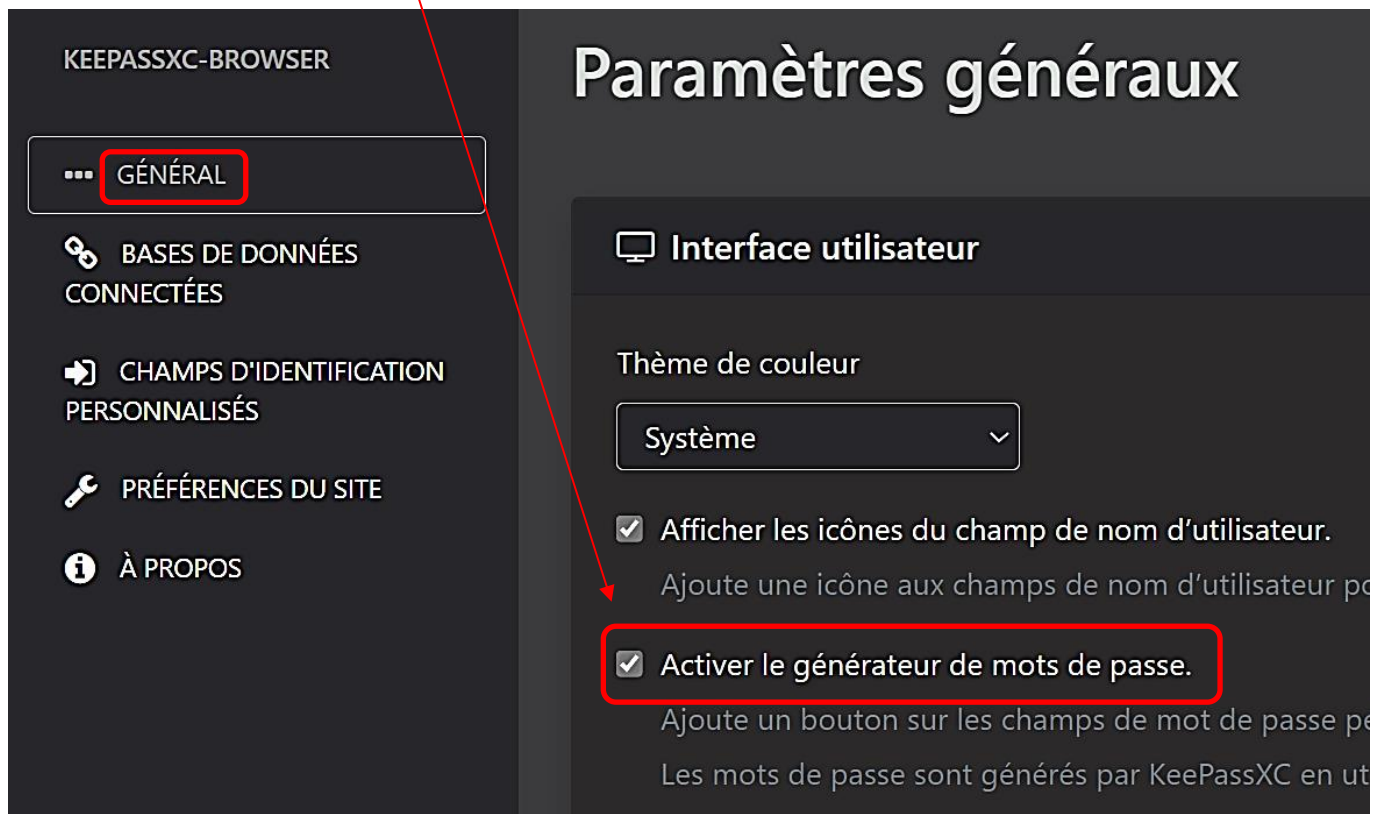 KEEPASSXC-BROWSER
GÉNÉRAL
BASES DE DONNÉES
CONNECTÉES
CHAMPS D'IDENTIFICATION
PERSONNALISÉS
PRÉFÉRENCES DU SITE
À PROPOS
Paramètres généraux
Interface utilisateur
Thème de couleur
Système
Afficher les icônes du champ de nom d’utilisateur.
Ajoute une icône aux champs de nom d’utilisateur
Activer le générateur de mots de passe.
Ajoute un bouton sur les champs de mot de passe
Les mots de passe sont générés par KeePassXC en